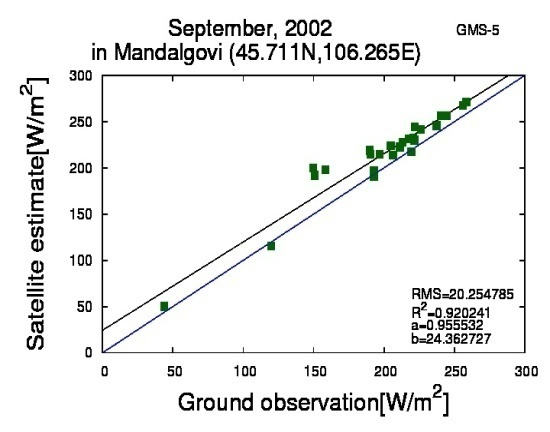 September, 2002
GMS-5
in Mandalgovi (45.711N,106.265E)
Satellite estimate[W/m²]
300
250
200
150
100
50
0
RMS=20.254785
R²=0.920241
a=0.955532
b=24.362727
0 50 100 150 200 250 300
Ground observation[W/m²]